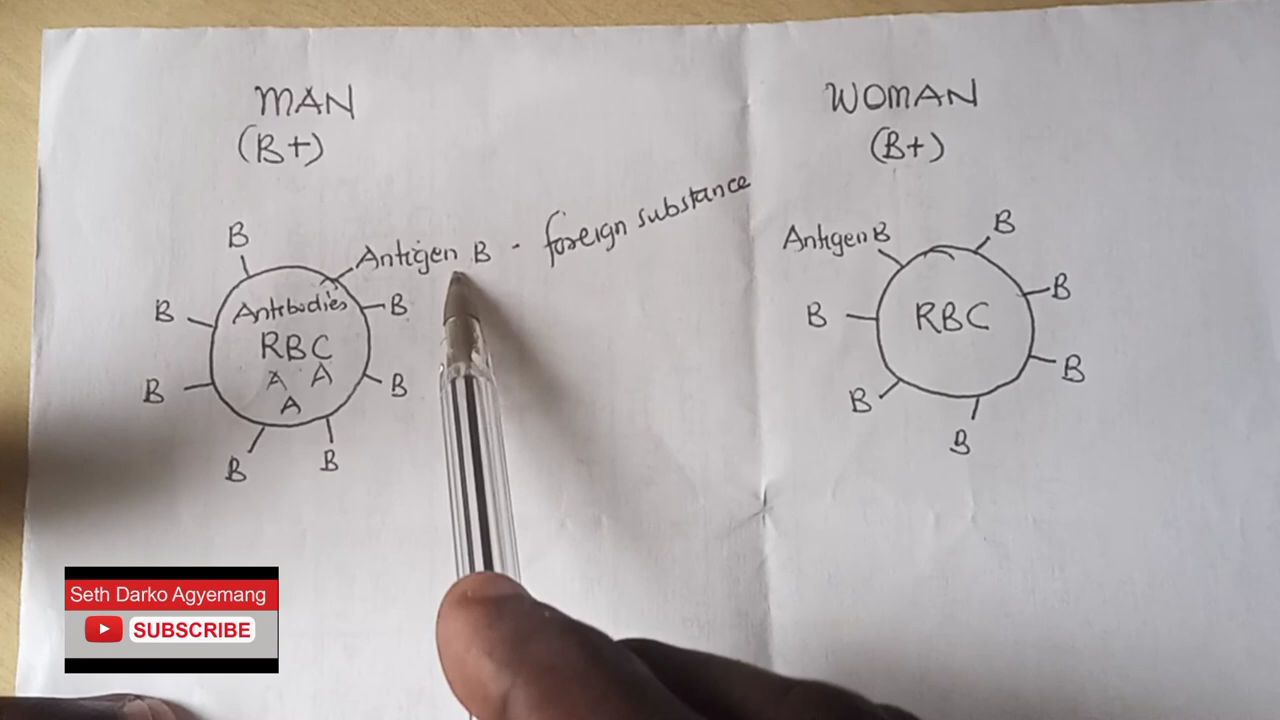 MAN
(B+)
WOMAN
(B+)
B
Antigen B - foreign substance
B
Antibodies
B
RBC
B
B
A A
A
B
B
Antigen B
B
B
B
RBC
B
B
B
Seth Darko Agyemang
SUBSCRIBE